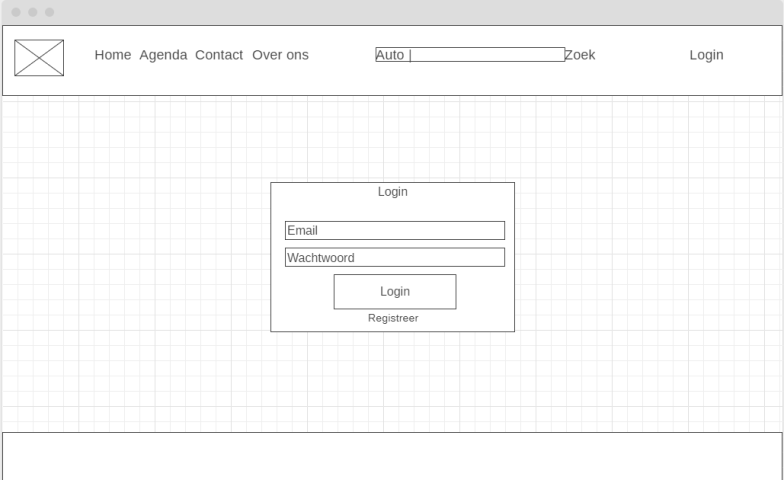 Home Agenda Contact Over ons Auto | Zoek Login
Login
Email
Wachtwoord
Login
Registreer